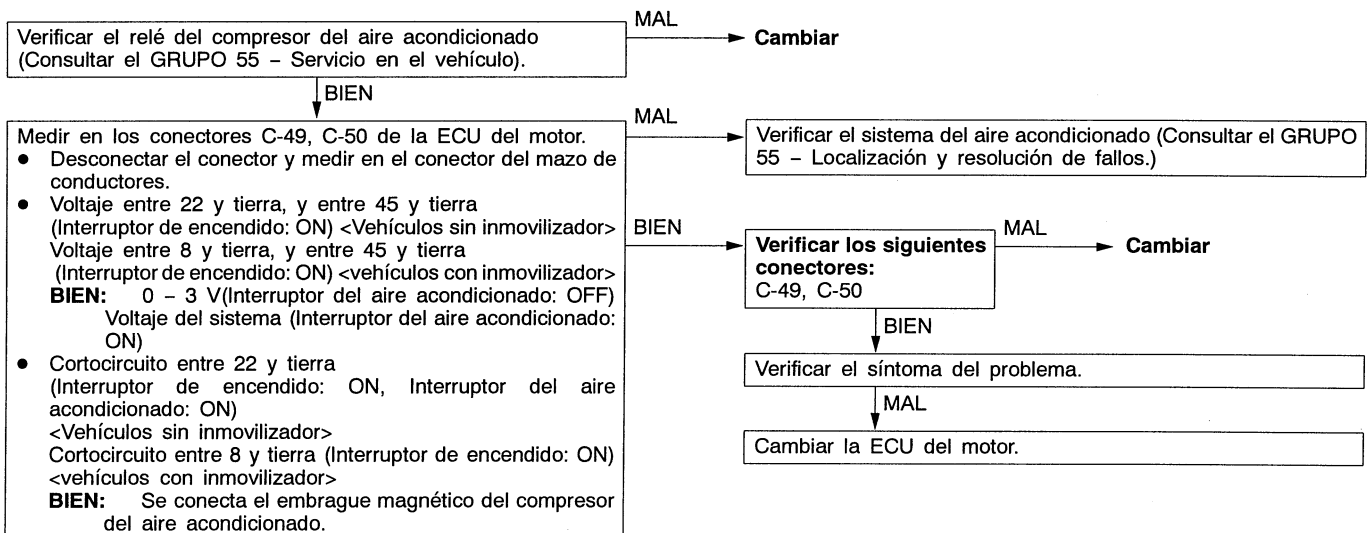 Verificar el relé del compresor del aire acondicionado
(Consultar el GRUPO 55 – Servicio en el vehículo).
MAL
Cambiar
BIEN
Medir en los conectores C-49, C-50 de la ECU del motor.
● Desconectar el conector y medir en el conector del mazo de
conductores.
● Voltaje entre 22 y tierra, y entre 45 y tierra
(Interruptor de encendido: ON) <Vehículos sin inmovilizador>
Voltaje entre 8 y tierra, y entre 45 y tierra
(Interruptor de encendido: ON) <vehículos con inmovilizador>
BIEN: 0 – 3 V(Interruptor del aire acondicionado: OFF)
Voltaje del sistema (Interruptor del aire acondicionado:
ON)
● Cortocircuito entre 22 y tierra
(Interruptor de encendido: ON, Interruptor del aire
acondicionado: ON)
<Vehículos sin inmovilizador>
Cortocircuito entre 8 y tierra (Interruptor de encendido: ON)
<vehículos con inmovilizador>
BIEN: Se conecta el embrague magnético del compresor
del aire acondicionado.
MAL
Verificar el sistema del aire acondicionado (Consultar el GRUPO
55 – Localización y resolución de fallos.)
BIEN
Verificar los siguientes
conectores:
C-49, C-50
MAL
Cambiar
BIEN
Verificar el síntoma del problema.
MAL
Cambiar la ECU del motor.